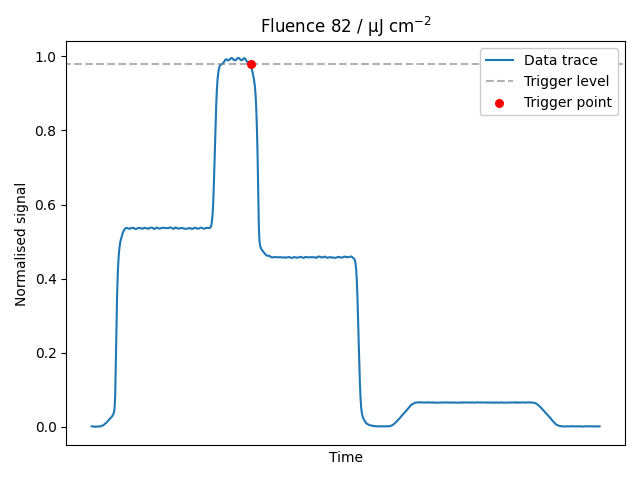 Fluence 82 / µJ cm⁻²
1.0
0.8
0.6
0.4
0.2
0.0
Normalised signal
Time
Data trace
Trigger level
Trigger point